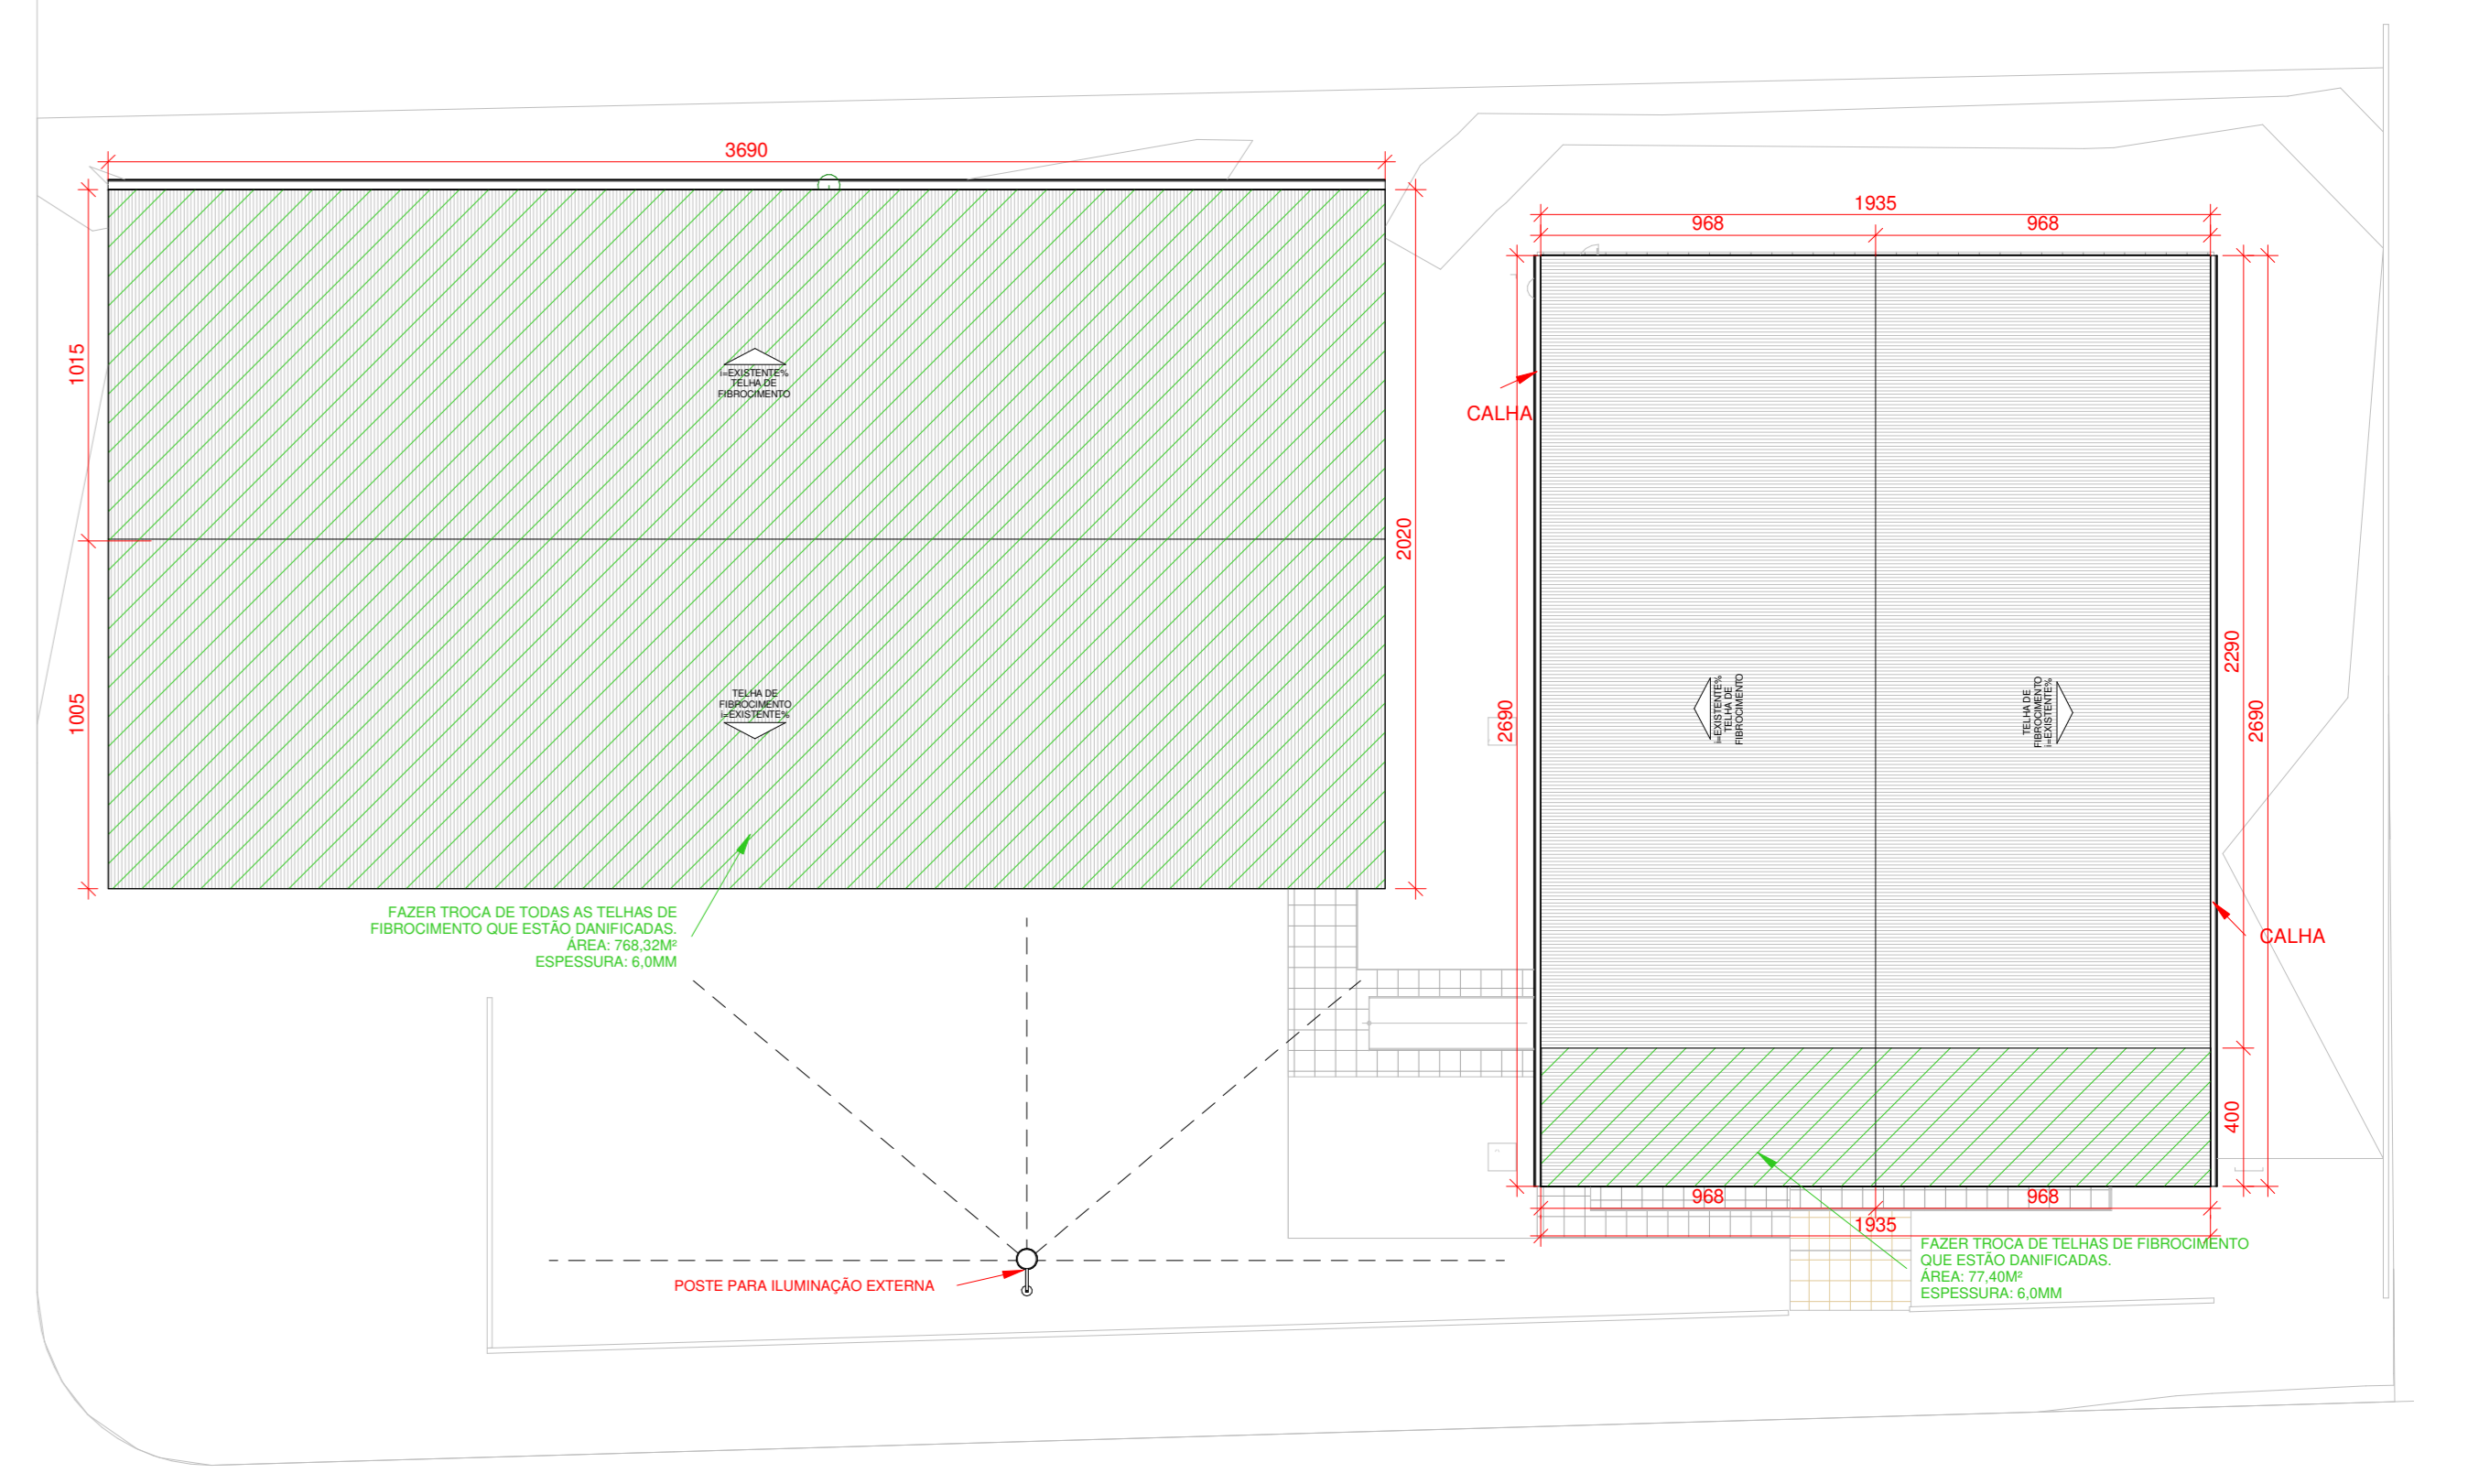 3690
1015
1005
2020
i=EXISTENTE%
TELHA DE
FIBROCIMENTO
TELHA DE
FIBROCIMENTO
i=EXISTENTE%
FAZER TROCA DE TODAS AS TELHAS DE
FIBROCIMENTO QUE ESTÃO DANIFICADAS.
ÁREA: 768,32M²
ESPESSURA: 6,0MM
POSTE PARA ILUMINAÇÃO EXTERNA
1935
968
968
CALHA
2690
i=EXISTENTE%
TELHA DE
FIBROCIMENTO
TELHA DE
FIBROCIMENTO
i=EXISTENTE%
2290
2690
CALHA
400
968
968
1935
FAZER TROCA DE TELHAS DE FIBROCIMENTO
QUE ESTÃO DANIFICADAS.
ÁREA: 77,40M²
ESPESSURA: 6,0MM